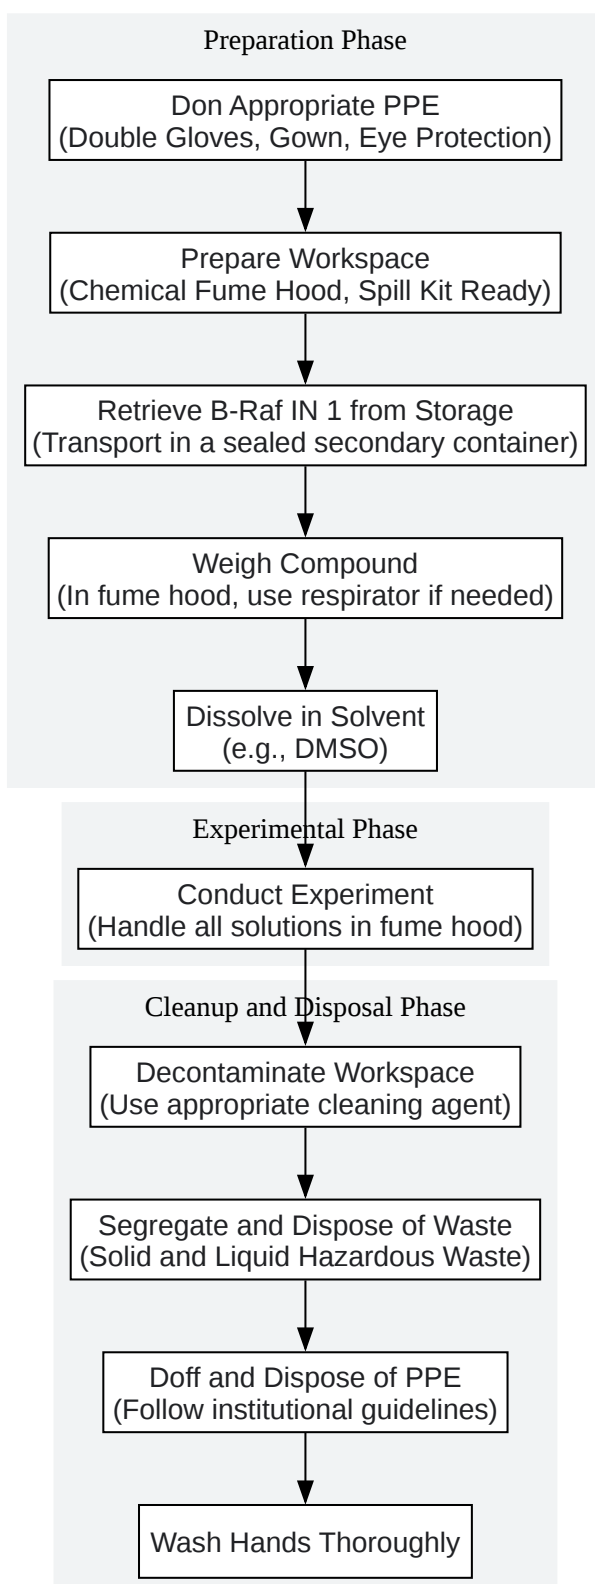 Preparation Phase
Don Appropriate PPE
(Double Gloves, Gown, Eye Protection)
Prepare Workspace
(Chemical Fume Hood, Spill Kit Ready)
Retrieve B-Raf IN 1 from Storage
(Transport in a sealed secondary container)
Weigh Compound
(In fume hood, use respirator if needed)
Dissolve in Solvent
(e.g., DMSO)
Experimental Phase
Conduct Experiment
(Handle all solutions in fume hood)
Cleanup and Disposal Phase
Decontaminate Workspace
(Use appropriate cleaning agent)
Segregate and Dispose of Waste
(Solid and Liquid Hazardous Waste)
Doff and Dispose of PPE
(Follow institutional guidelines)
Wash Hands Thoroughly